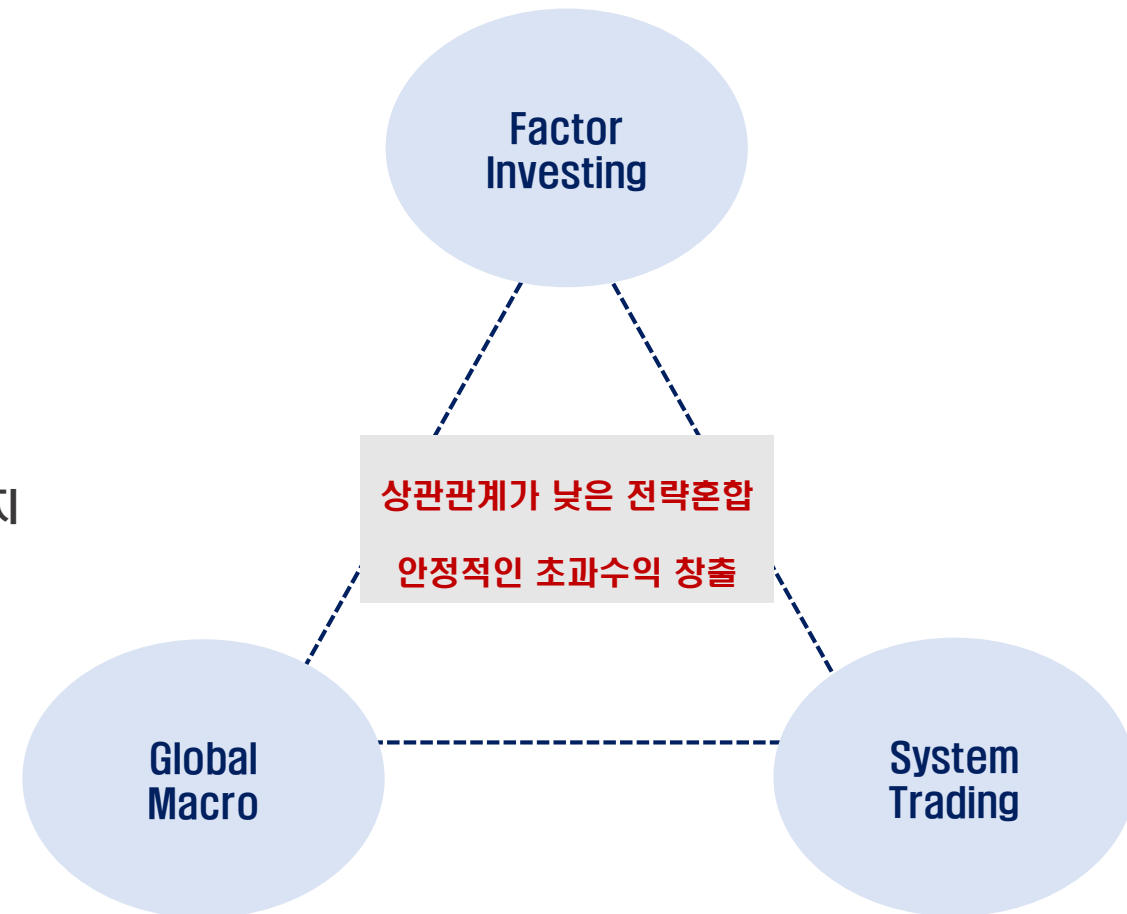 Factor
Investing
지
상관관계가 낮은 전략혼합
안정적인 초과수익 창출
Global
Macro
System
Trading